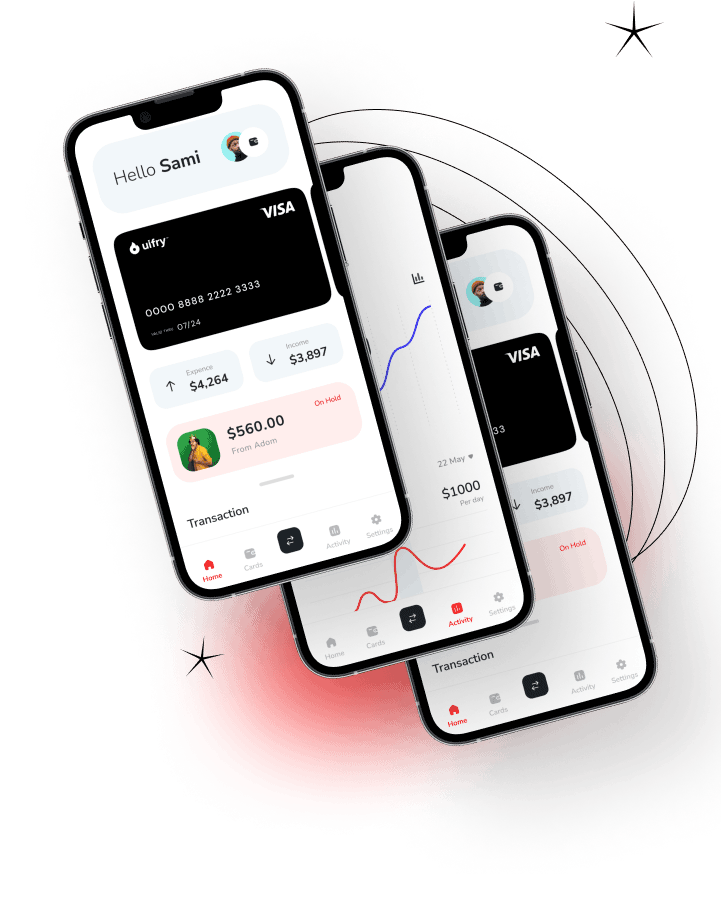 Hello Sami
VISA
uifry
0000 8888 2222 3333
VALID THRU 07/24
Expence
$4,264
Income
$3,897
$560.00
From Adom
On Hold
Transaction
Home
Cards
Activity
Settings
22 May
$1000
Per day
Home
Cards
Activity
Settings
VISA
33
Income
$3,897
On Hold
Transaction
Home
Cards
Activity
Settings